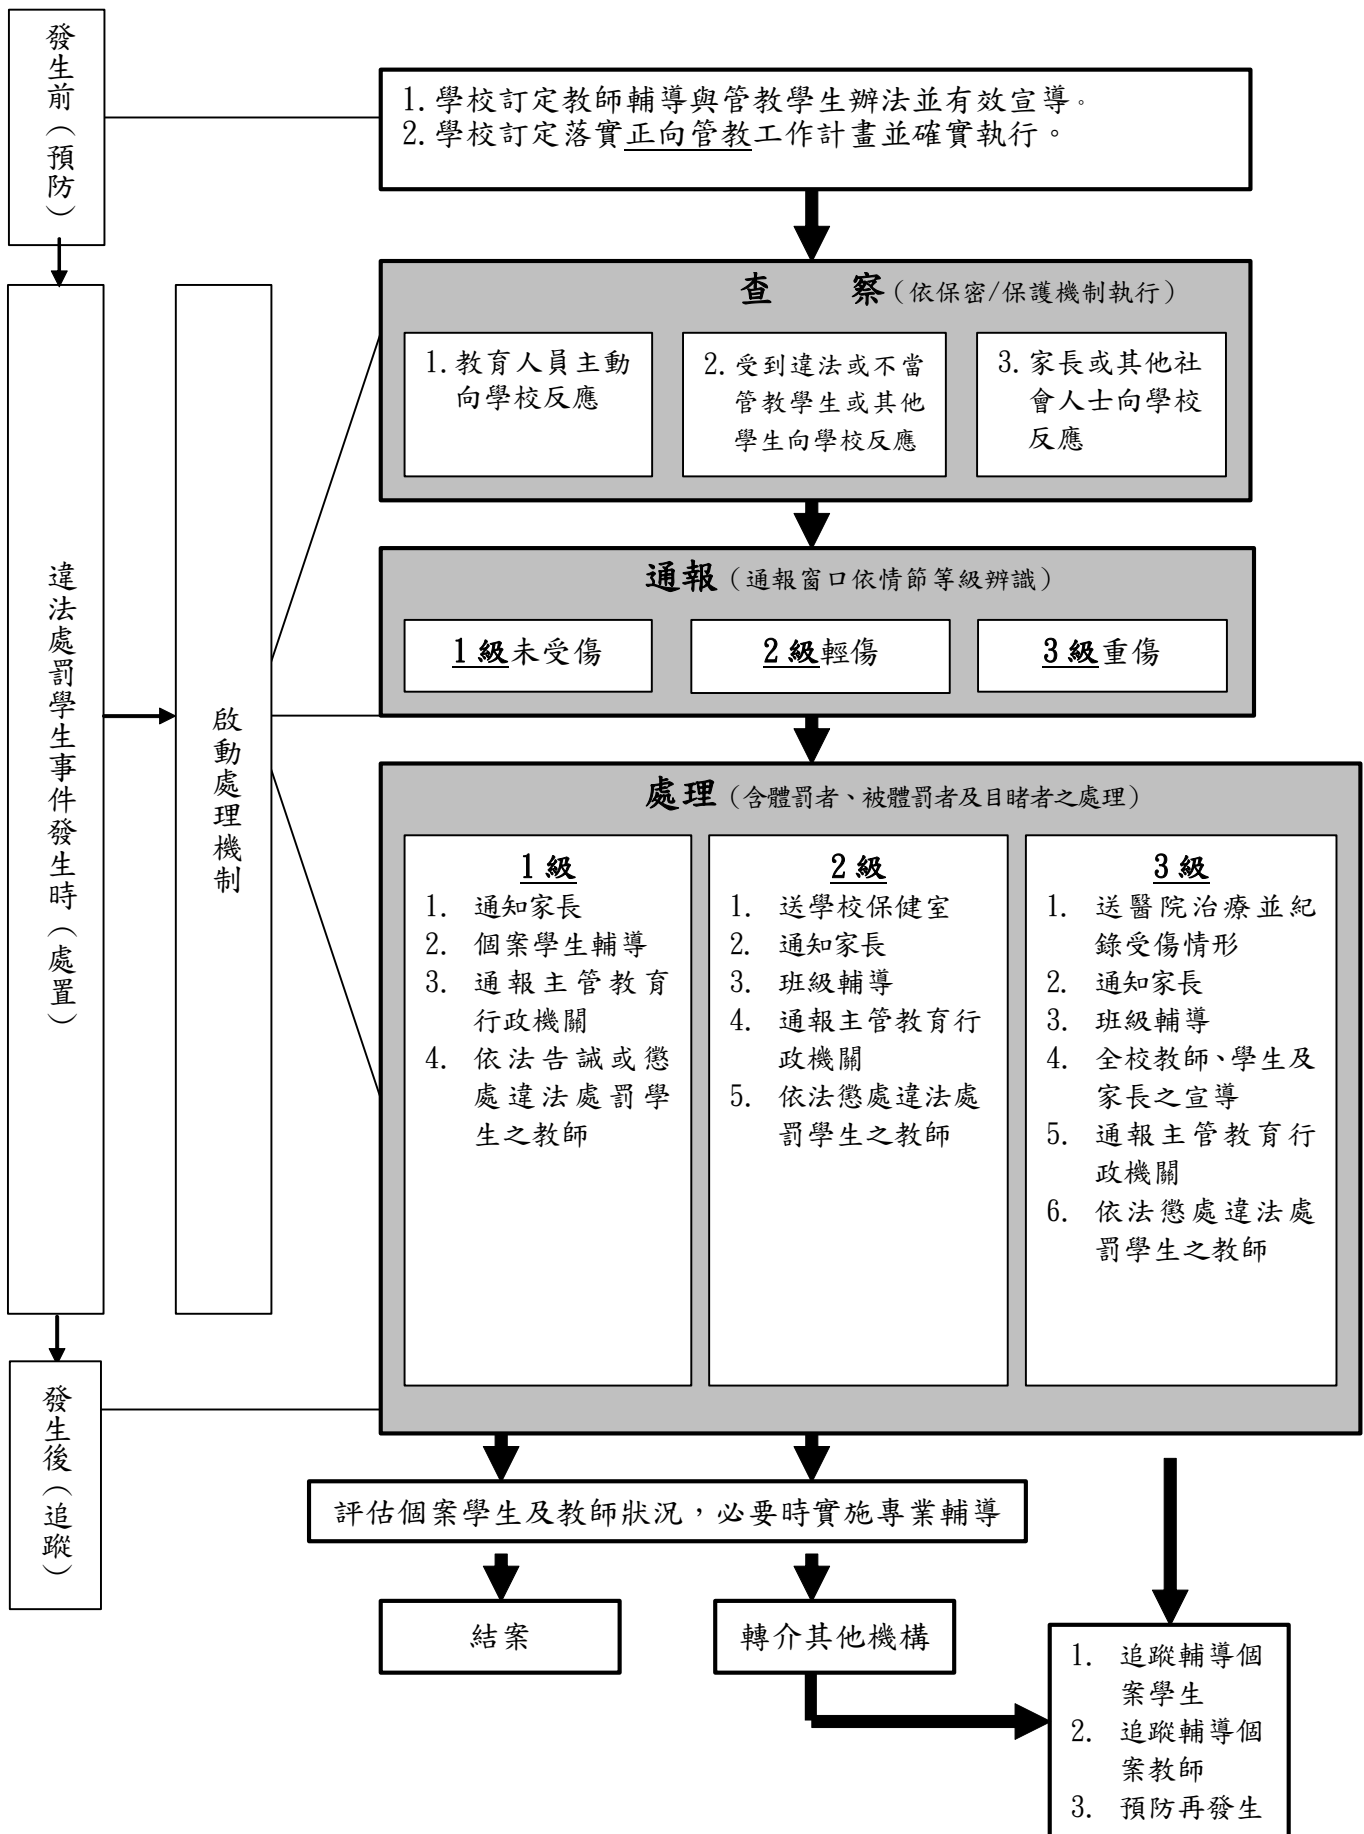 發生前（預防）
1.學校訂定教師輔導與管教學生辦法並有效宣導。
2.學校訂定落實正向管教工作計畫並確實執行。
違法處罰學生事件發生時（處置）
啟動處理機制
查　察（依保密/保護機制執行）
1.教育人員主動
向學校反應
2.受到違法或不當
管教學生或其他
學生向學校反應
3.家長或其他社
會人士向學校
反應
通報（通報窗口依情節等級辨識）
1級未受傷
2級輕傷
3級重傷
處理（含體罰者、被體罰者及目睹者之處理）
1級
1. 通知家長
2. 個案學生輔導
3. 通報主管教育
行政機關
4. 依法告誡或懲
處違法處罰學
生之教師
2級
1. 送學校保健室
2. 通知家長
3. 班級輔導
4. 通報主管教育行
政機關
5. 依法懲處違法處
罰學生之教師
3級
1. 送醫院治療並紀
錄受傷情形
2. 通知家長
3. 班級輔導
4. 全校教師、學生及
家長之宣導
5. 通報主管教育行
政機關
6. 依法懲處違法處
罰學生之教師
發生後（追蹤）
評估個案學生及教師狀況，必要時實施專業輔導
結案
轉介其他機構
1. 追蹤輔導個
案學生
2. 追蹤輔導個
案教師
3. 預防再發生